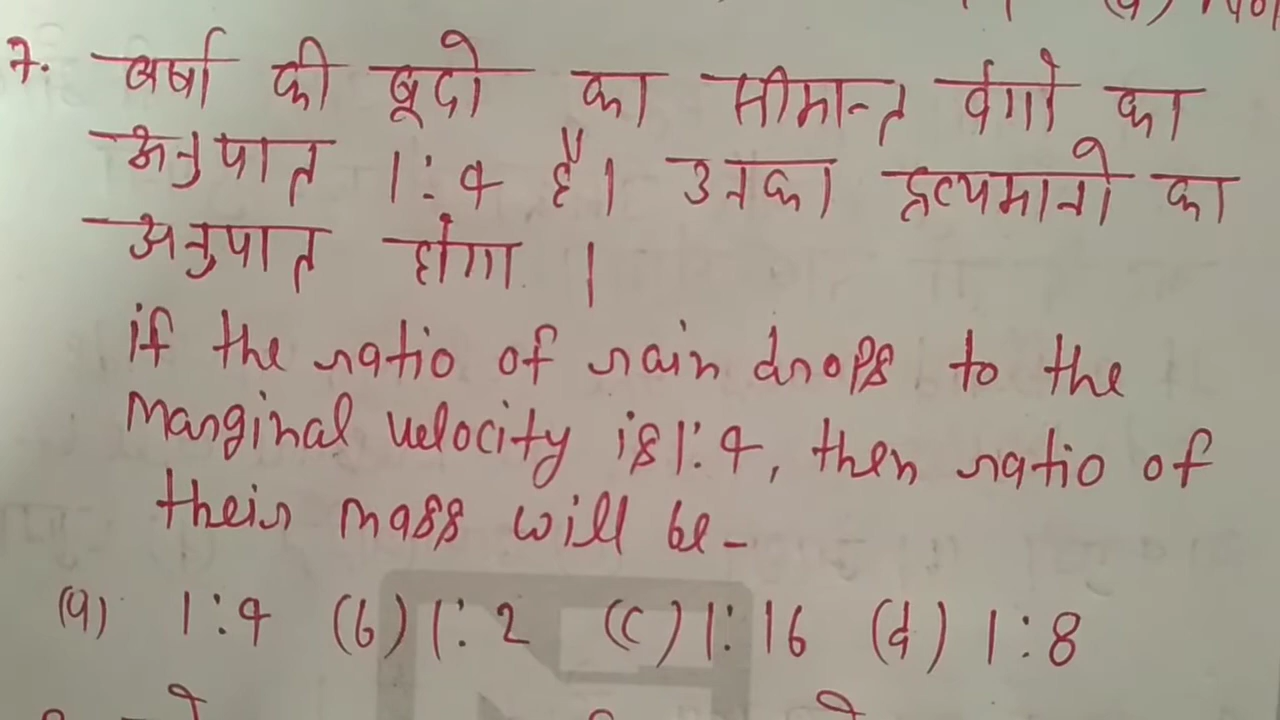 7. वर्षा की बूदो का सीमान्त वेगो का
अनुपात 1:4 है। उनका द्रव्यमानो का
अनुपात होगा ।
if the ratio of rain drops to the
marginal velocity is 1:4, then ratio of
their mass will be-
(a) 1:4 (b) 1:2 (c) 1:16 (d) 1:8